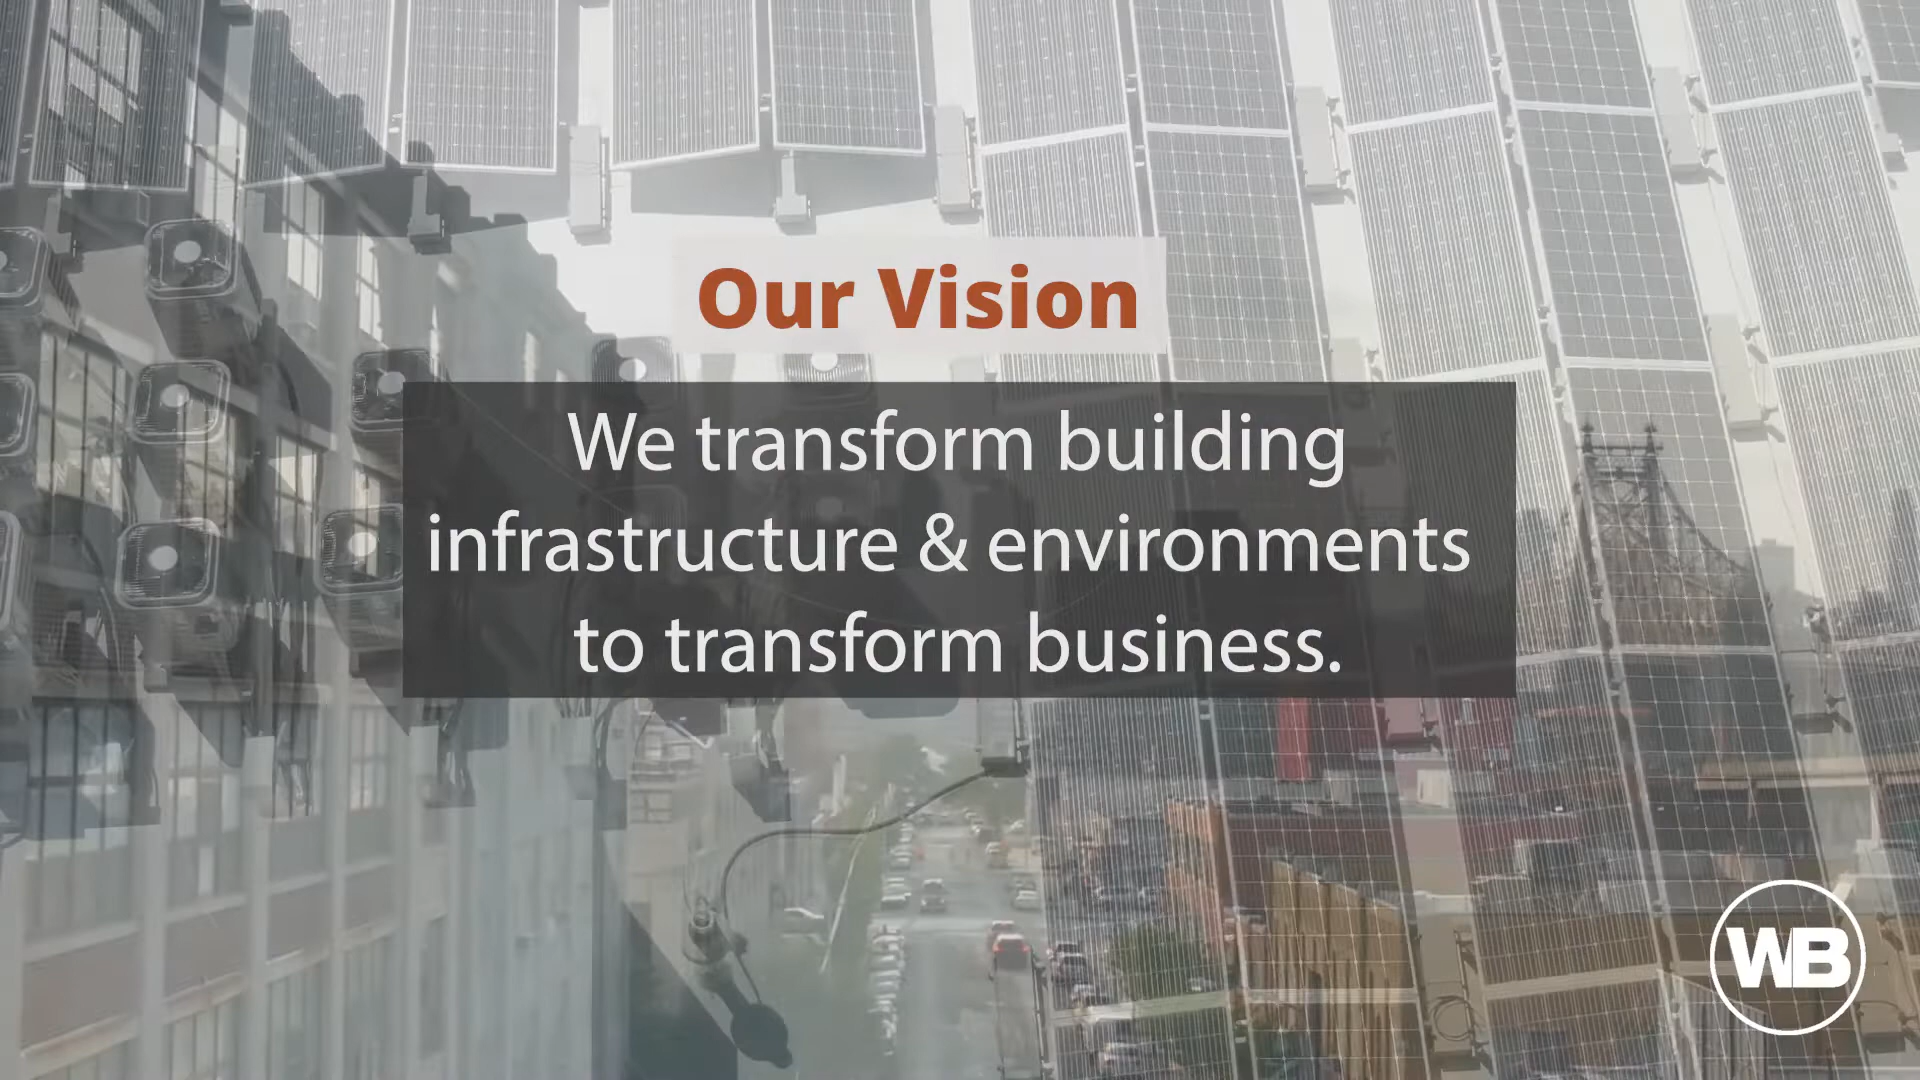 Our Vision
We transform building
infrastructure & environments
to transform business.
WB